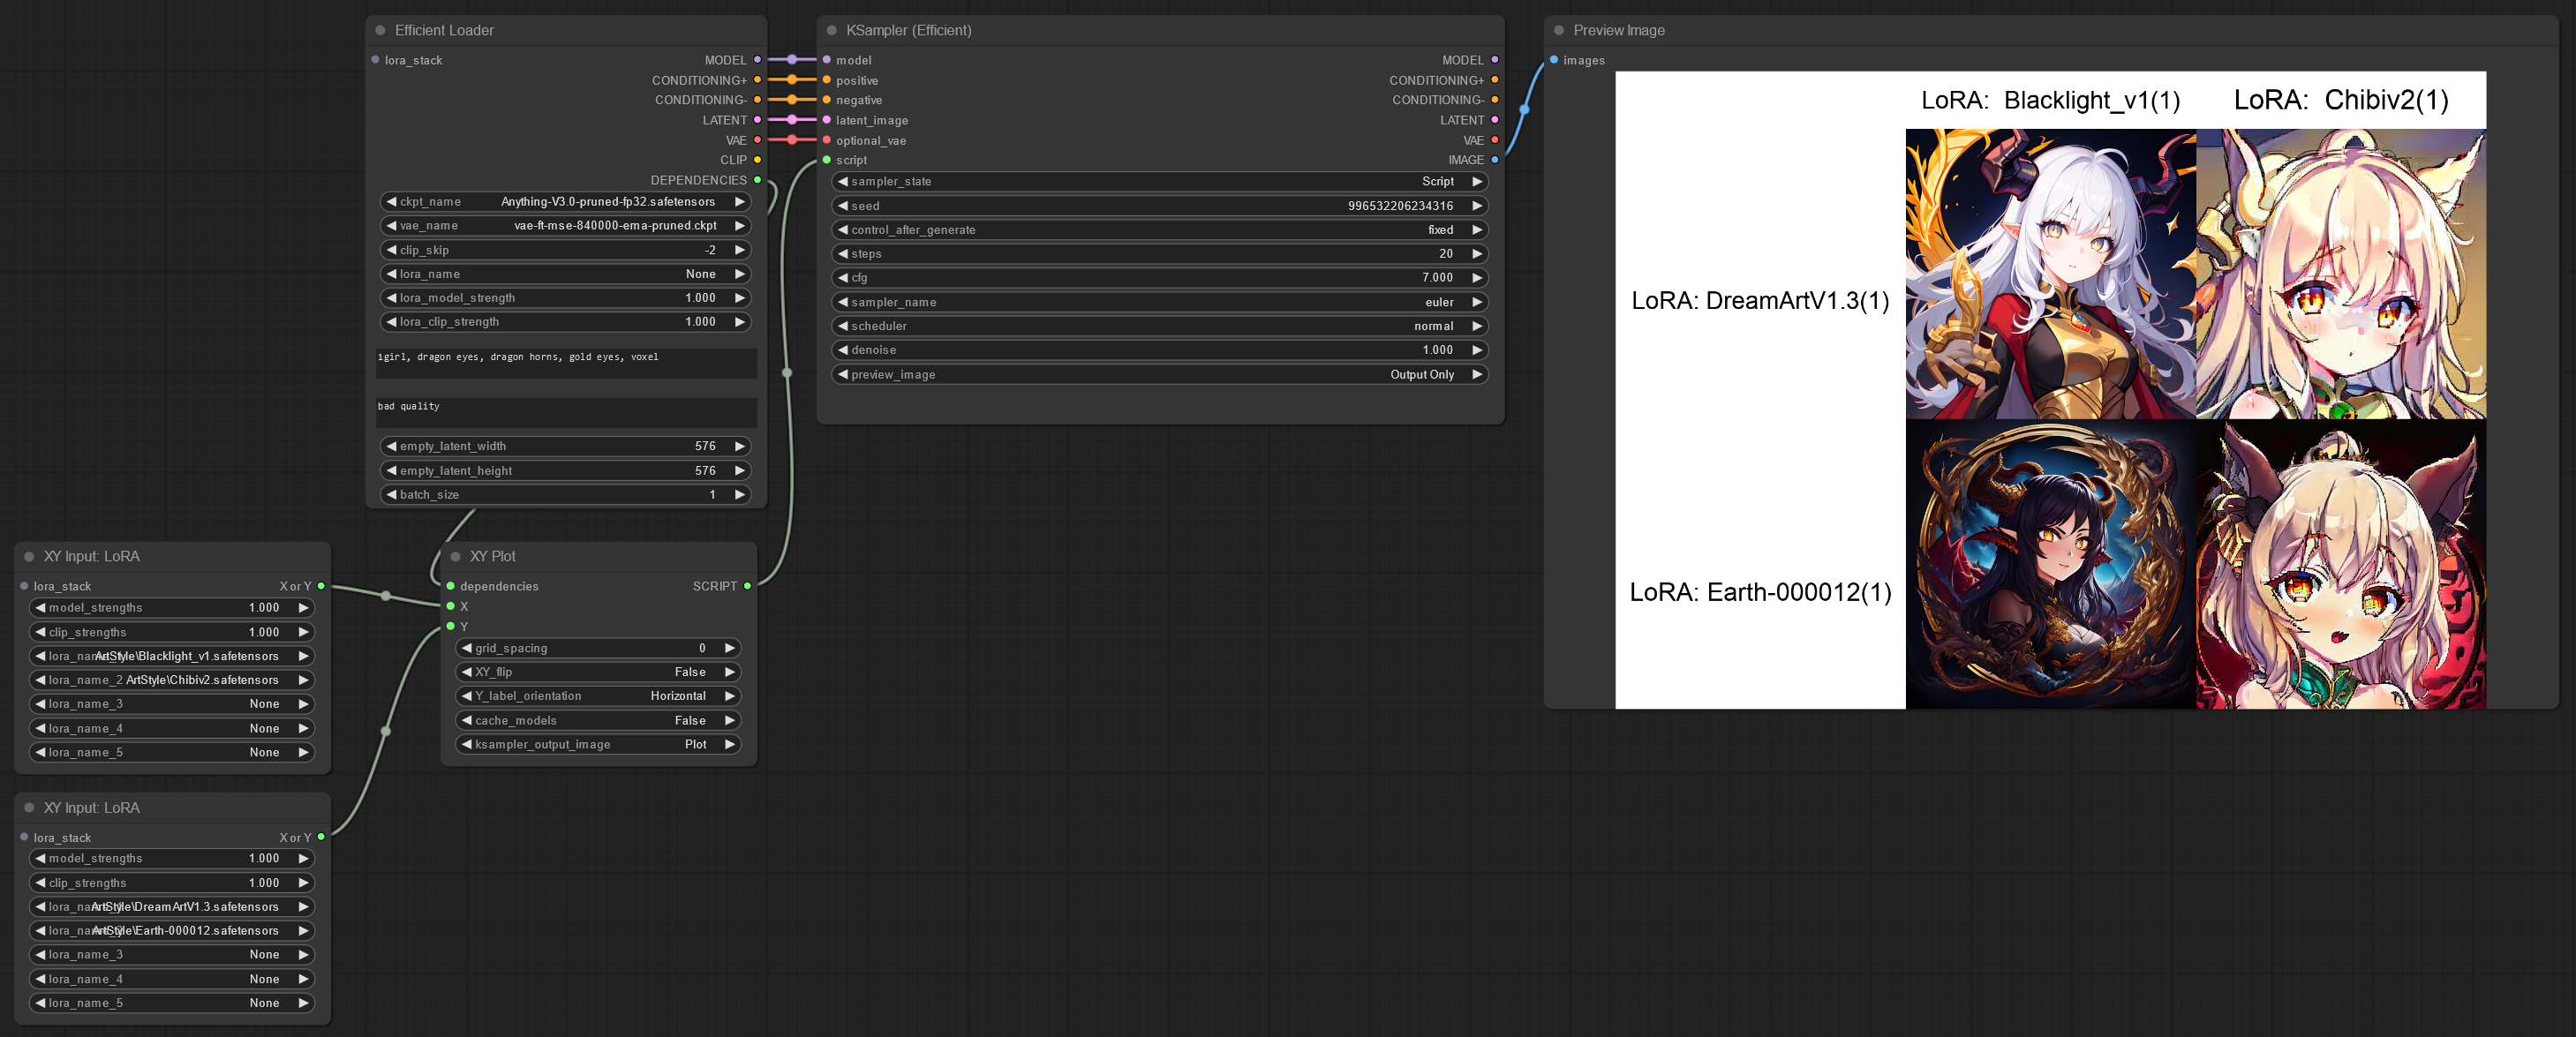 Efficient Loader
lora_stack
MODEL
CONDITIONING+
CONDITIONING-
LATENT
VAE
CLIP
DEPENDENCIES
ckpt_name Anything-V3.0-pruned-fp32.safetensors
vae_name vae-ft-mse-840000-ema-pruned.ckpt
clip_skip -2
lora_name None
lora_model_strength 1.000
lora_clip_strength 1.000
1girl, dragon eyes, dragon horns, gold eyes, voxel
bad quality
empty_latent_width 576
empty_latent_height 576
batch_size 1
KSampler (Efficient)
model MODEL
positive CONDITIONING+
negative CONDITIONING-
latent_image LATENT
optional_vae VAE
script IMAGE
sampler_state Script
seed 996532206234316
control_after_generate fixed
steps 20
cfg 7.000
sampler_name euler
scheduler normal
denoise 1.000
preview_image Output Only
Preview Image
images
LoRA: Blacklight_v1(1) LoRA: Chibiv2(1)
LoRA: DreamArtV1.3(1)
LoRA: Earth-000012(1)
XY Input: LoRA
lora_stack X or Y
model_strengths 1.000
clip_strengths 1.000
ArtStyle\Blacklight_v1.safetensors
lora_name_2 ArtStyle\Chibiv2.safetensors
lora_name_3 None
lora_name_4 None
lora_name_5 None
XY Plot
dependencies SCRIPT
X
Y
grid_spacing 0
XY_flip False
Y_label_orientation Horizontal
cache_models False
ksampler_output_image Plot
XY Input: LoRA
lora_stack X or Y
model_strengths 1.000
clip_strengths 1.000
ArtStyle\DreamArtV1.3.safetensors
ArtStyle\Earth-000012.safetensors
lora_name_3 None
lora_name_4 None
lora_name_5 None